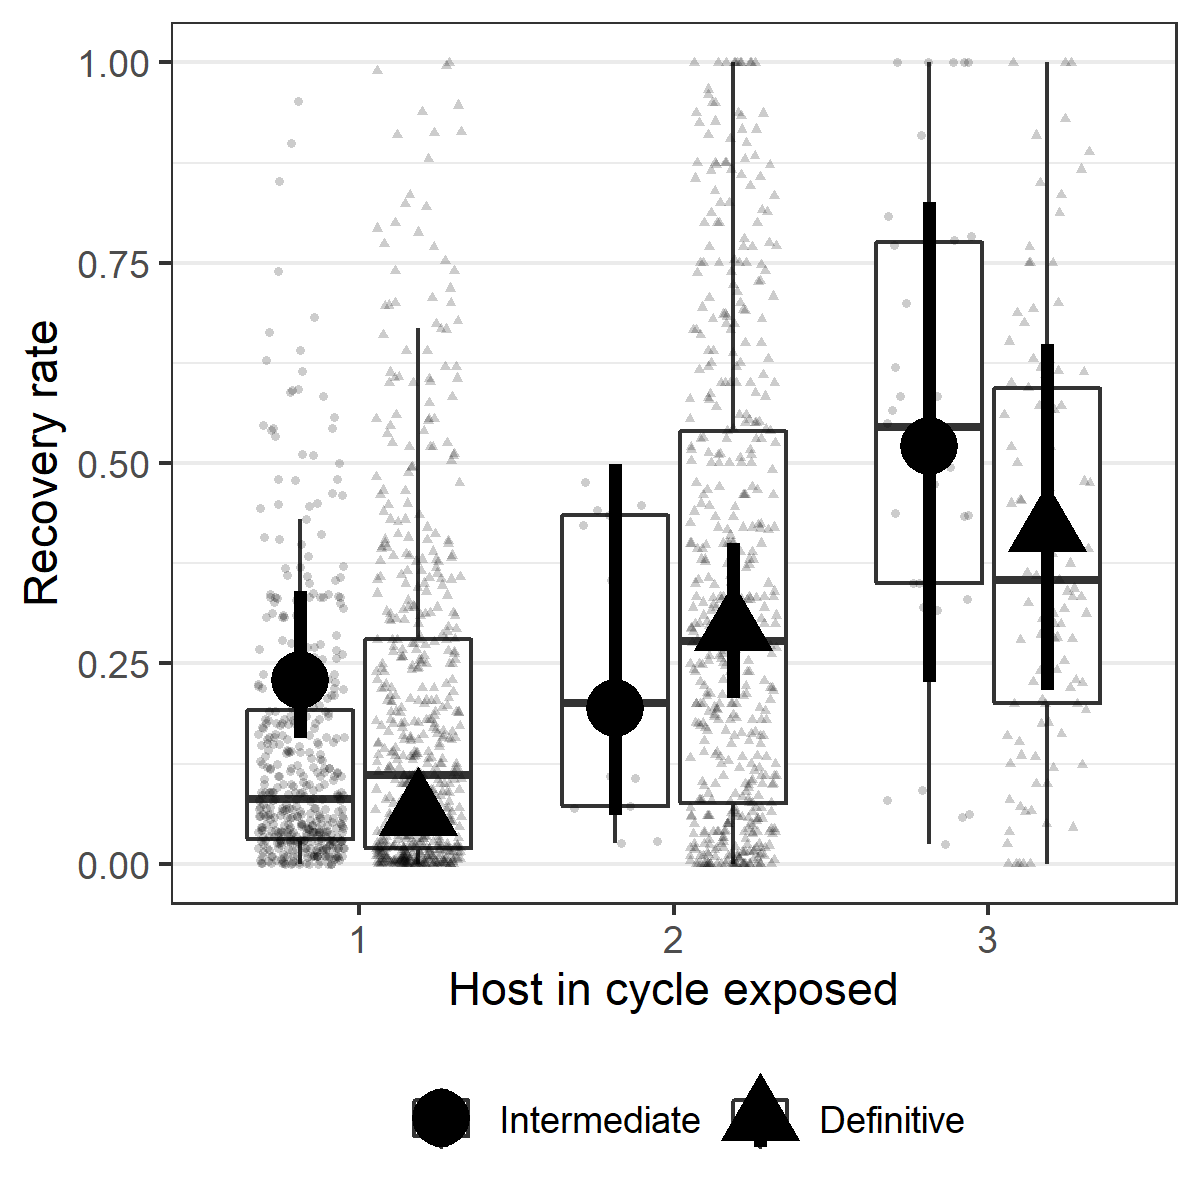 Recovery rate
1.00
0.75
0.50
0.25
0.00
1 2 3
Host in cycle exposed
Intermediate Definitive